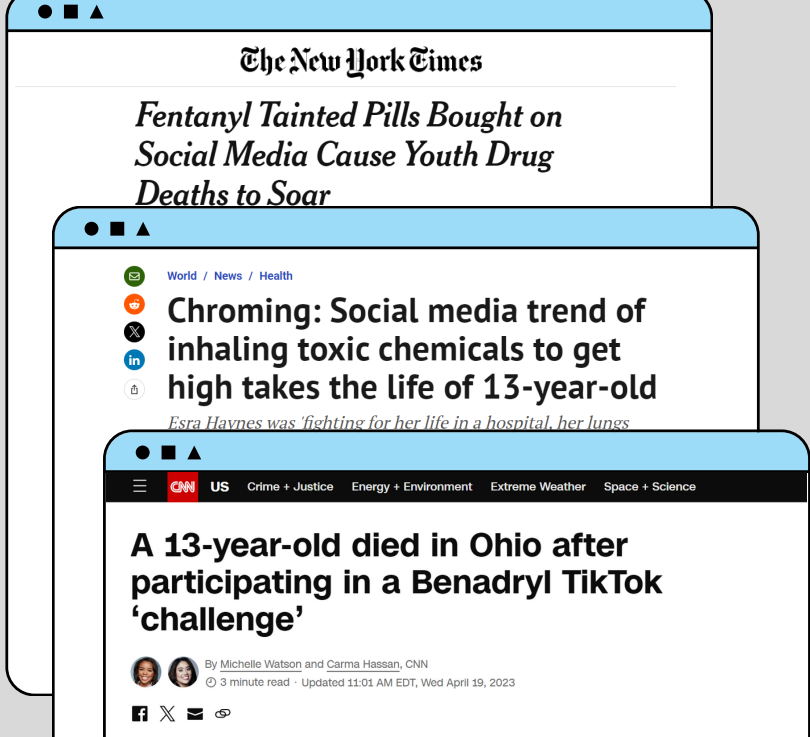 The New York Times
Fentanyl Tainted Pills Bought on
Social Media Cause Youth Drug
Deaths to Soar
World / News / Health
Chroming: Social media trend of
inhaling toxic chemicals to get
high takes the life of 13-year-old
Esra Haynes was 'fighting for her life in a hospital, her lungs
CNN US Crime + Justice Energy + Environment Extreme Weather Space + Science
A 13-year-old died in Ohio after
participating in a Benadryl TikTok
‘challenge’
By Michelle Watson and Carma Hassan, CNN
3 minute read · Updated 11:01 AM EDT, Wed April 19, 2023